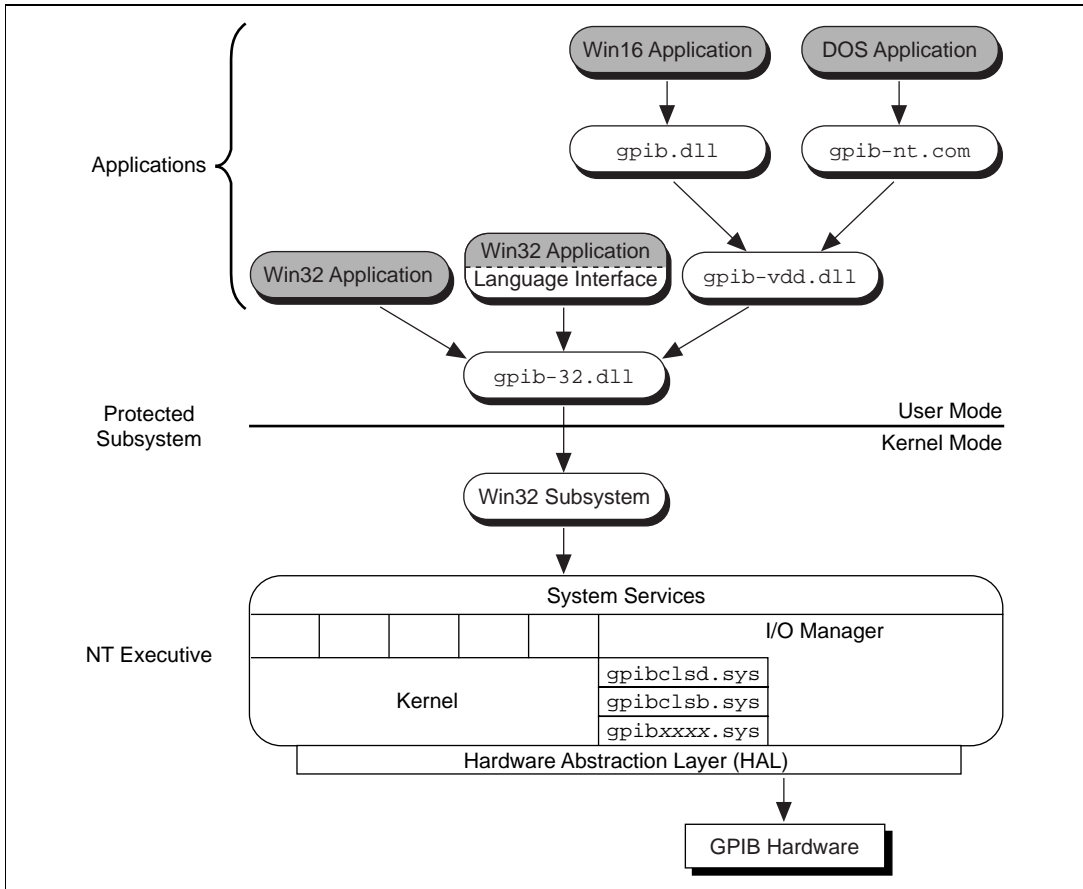 Win16 Application
DOS Application
gpib.dll
gpib-nt.com
Applications
Win32 Application
Win32 Application
Language Interface
gpib-vdd.dll
gpib-32.dll
Protected
Subsystem
User Mode
Kernel Mode
Win32 Subsystem
System Services
I/O Manager
NT Executive
Kernel
gpibclsd.sys
gpibclsb.sys
gpibxxxx.sys
Hardware Abstraction Layer (HAL)
GPIB Hardware